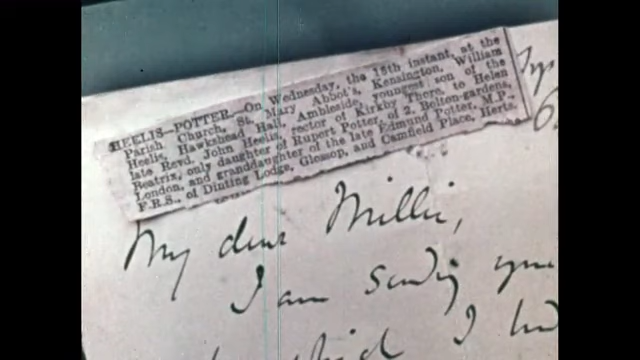 HEELIS—POTTER.—On Wednesday, the 15th instant, at the
Parish Church, St. Mary Abbot's, Kensington, William
Heelis, Hawkshead Hall, Ambleside, youngest son of the
late Revd. John Heelis, rector of Kirkby Thore, to Helen
Beatrix, only daughter of Rupert Potter, of 2, Bolton-gardens,
London, and granddaughter of the late Edmund Potter, M.P.,
F.R.S., of Dinting Lodge, Glossop, and Camfield Place, Herts.
My dear Millie,
I am sending you
I